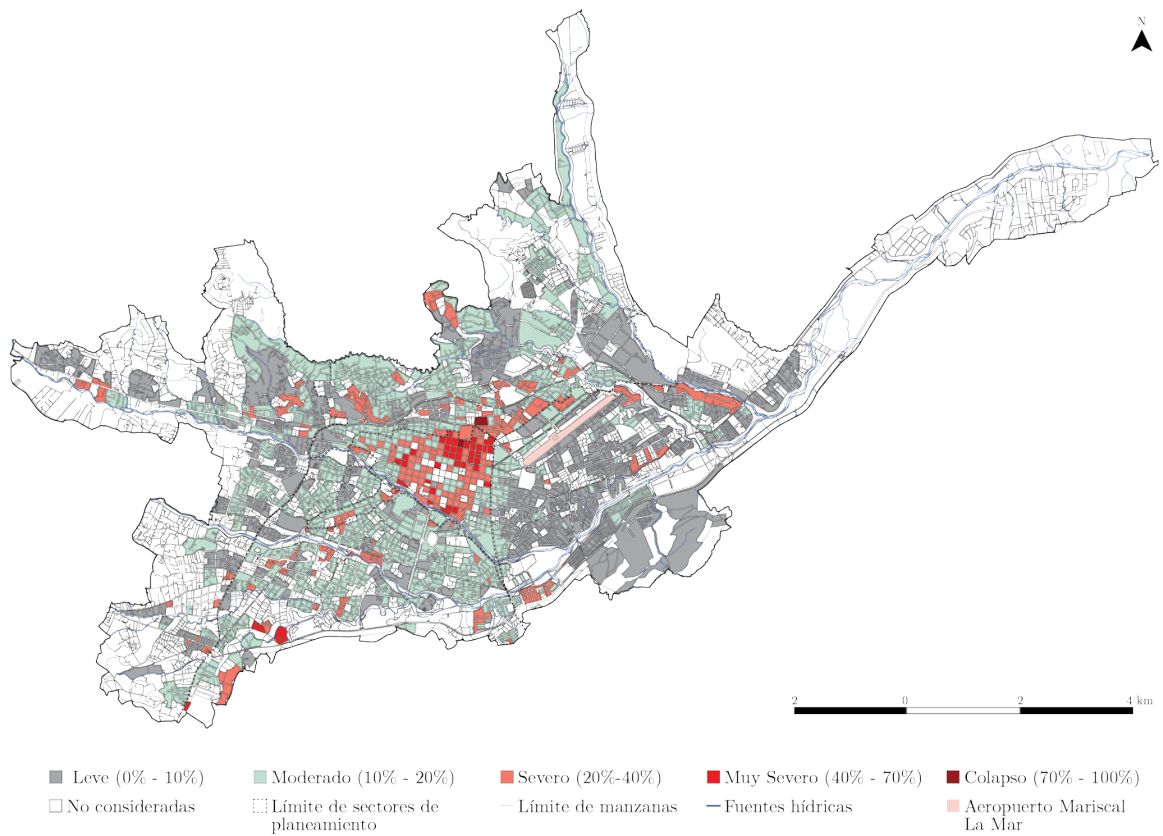 N
2 0 2 4 km
Leve (0% - 10%) Moderado (10% - 20%) Severo (20%-40%) Muy Severo (40% - 70%) Colapso (70% - 100%)
No consideradas Límite de sectores de Límite de manzanas Fuentes hídricas Aeropuerto Mariscal
planeamiento La Mar